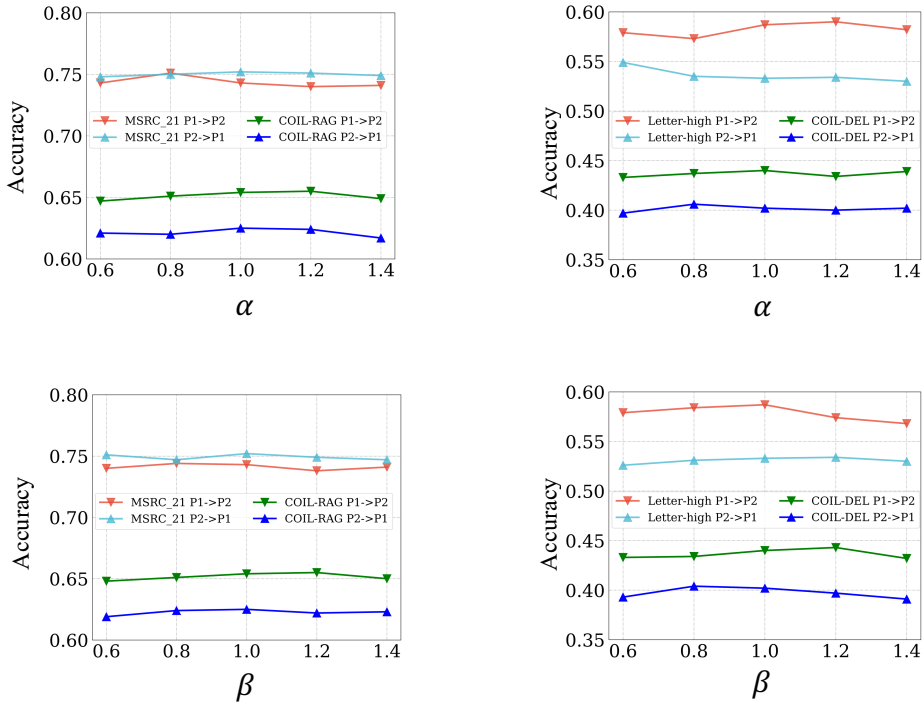 0.80
0.75
0.70
0.65
0.60
Accuracy
MSRC_21 P1->P2
MSRC_21 P2->P1
COIL-RAG P1->P2
COIL-RAG P2->P1
0.6 0.8 1.0 1.2 1.4
α
0.60
0.55
0.50
0.45
0.40
0.35
Accuracy
Letter-high P1->P2
Letter-high P2->P1
COIL-DEL P1->P2
COIL-DEL P2->P1
0.6 0.8 1.0 1.2 1.4
α
0.80
0.75
0.70
0.65
0.60
Accuracy
MSRC_21 P1->P2
MSRC_21 P2->P1
COIL-RAG P1->P2
COIL-RAG P2->P1
0.6 0.8 1.0 1.2 1.4
β
0.60
0.55
0.50
0.45
0.40
0.35
Accuracy
Letter-high P1->P2
Letter-high P2->P1
COIL-DEL P1->P2
COIL-DEL P2->P1
0.6 0.8 1.0 1.2 1.4
β